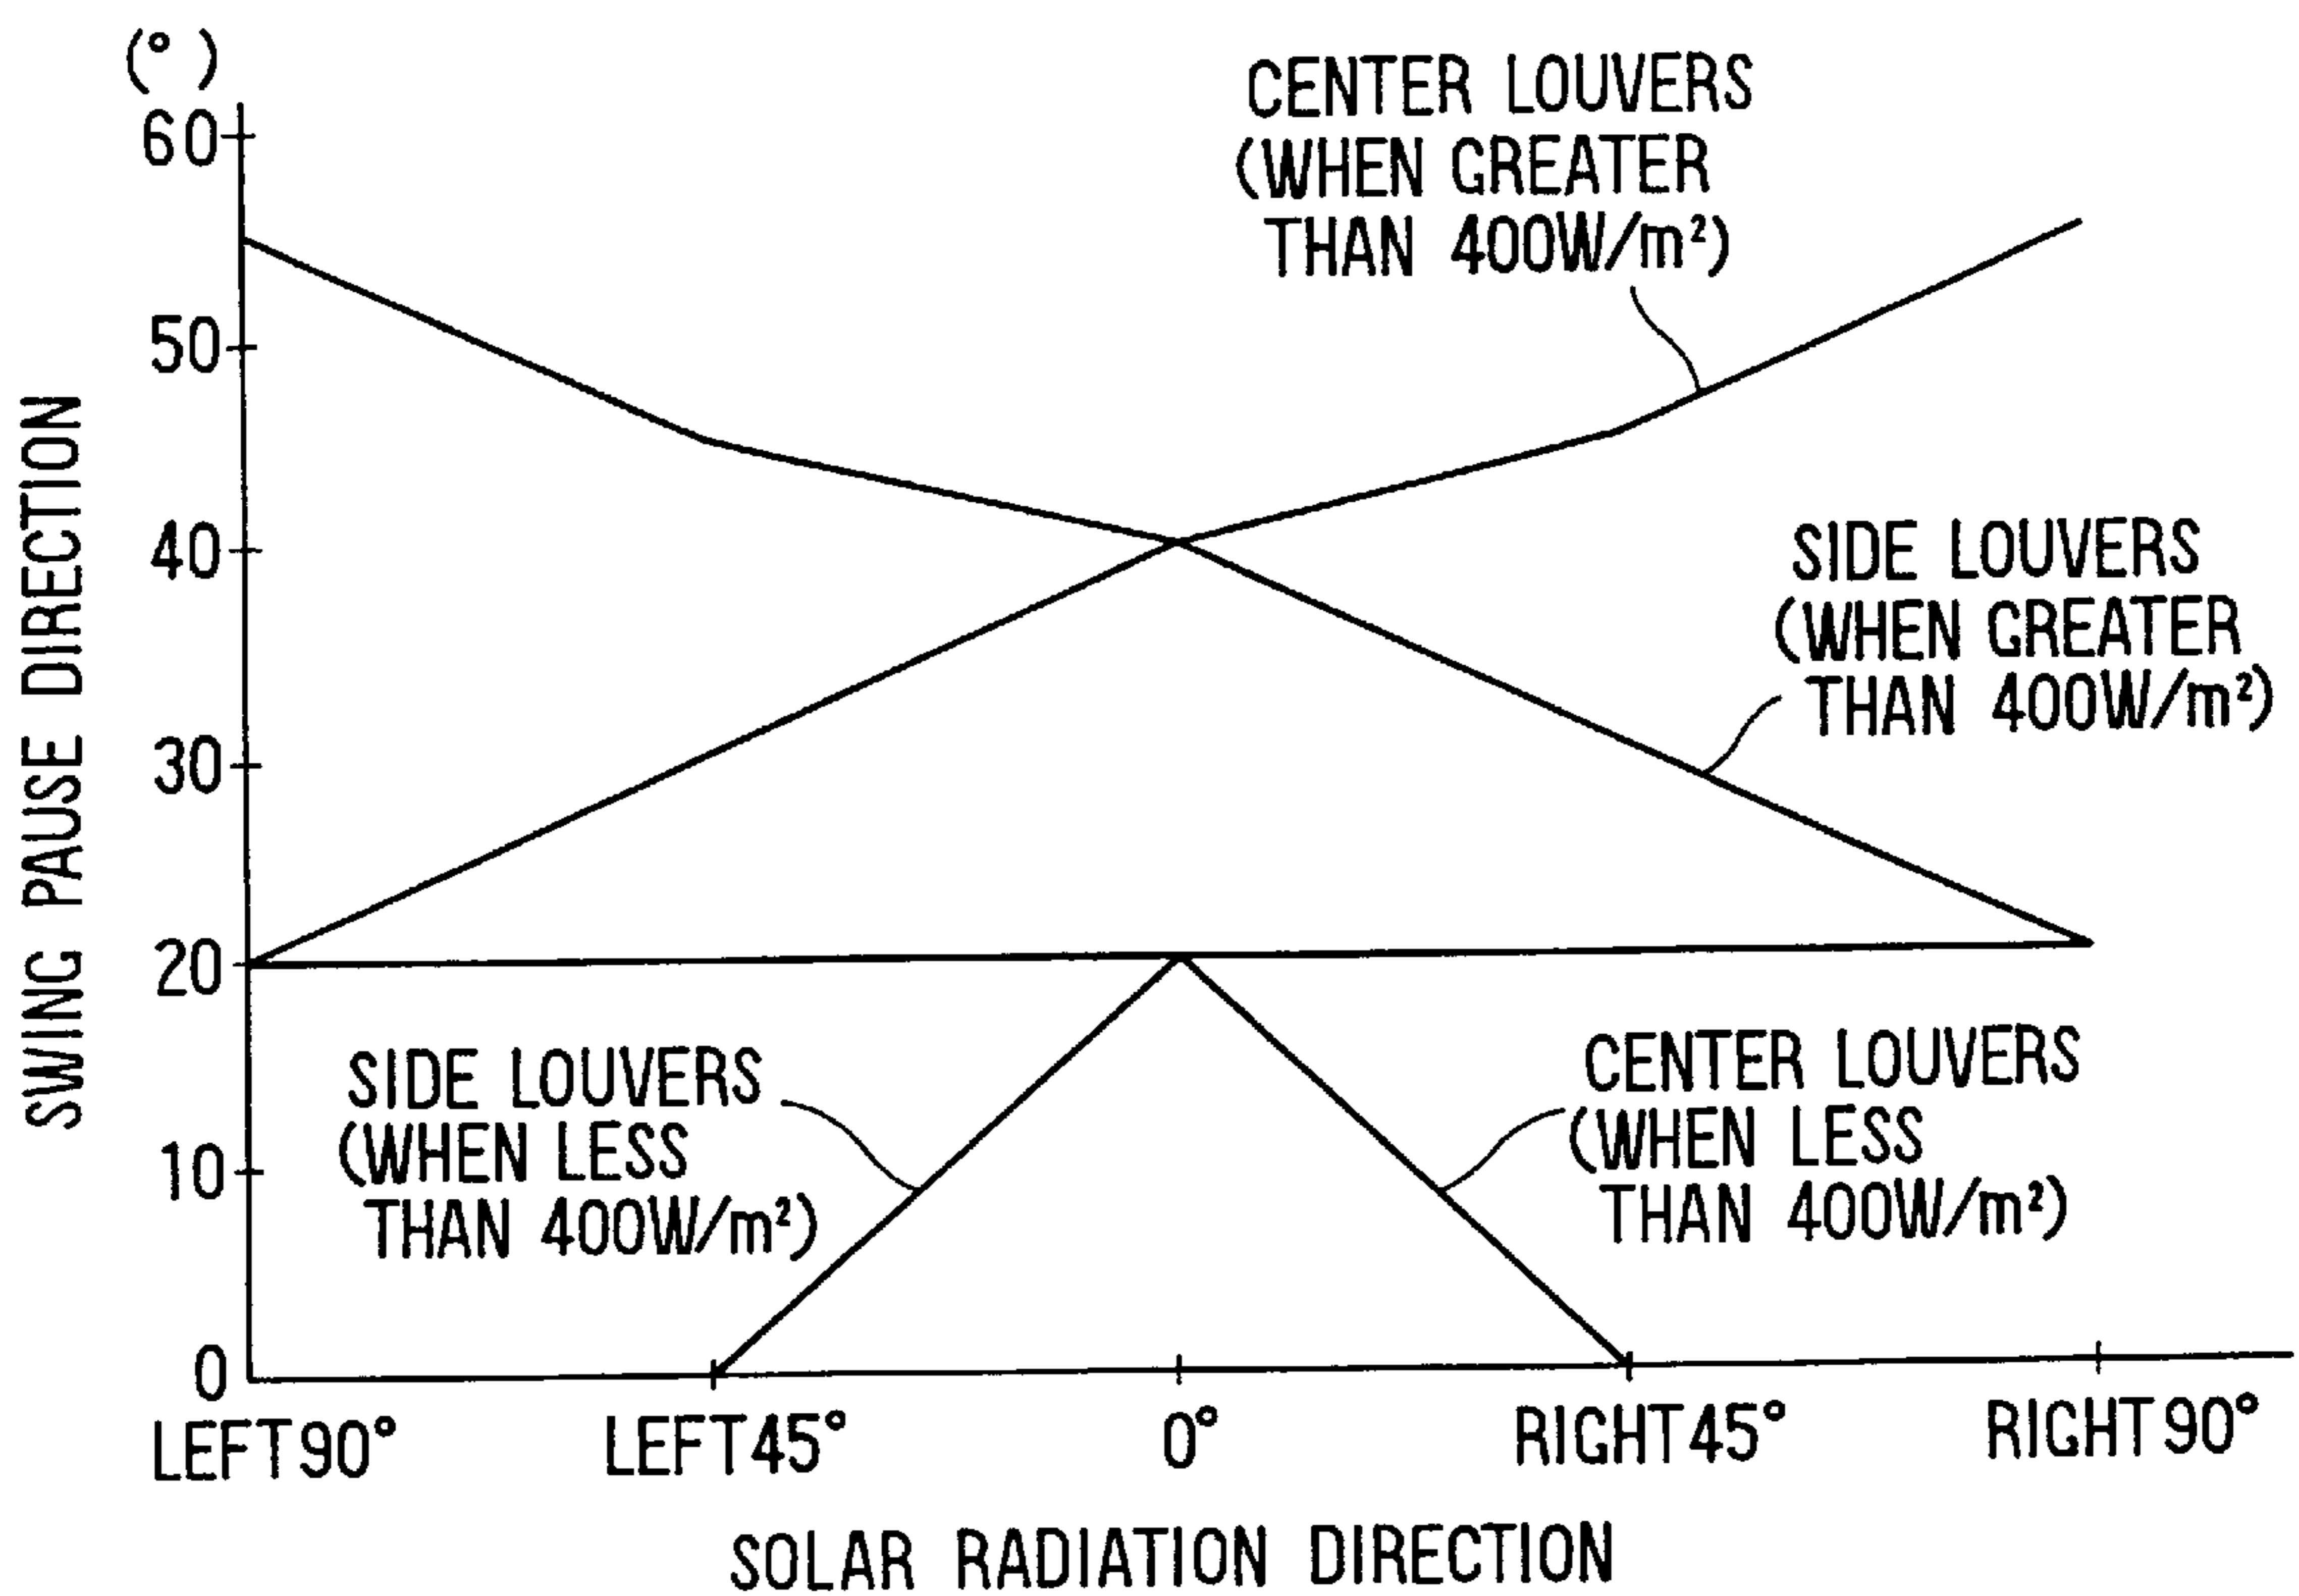 (°)
60
50
40
30
20
10
0
SWING PAUSE DIRECTION
CENTER LOUVERS
(WHEN GREATER
THAN 400W/m²)
SIDE LOUVERS
(WHEN GREATER
THAN 400W/m²)
SIDE LOUVERS
(WHEN LESS
THAN 400W/m²)
CENTER LOUVERS
(WHEN LESS
THAN 400W/m²)
LEFT90°
LEFT45°
0°
RIGHT45°
RIGHT90°
SOLAR RADIATION DIRECTION